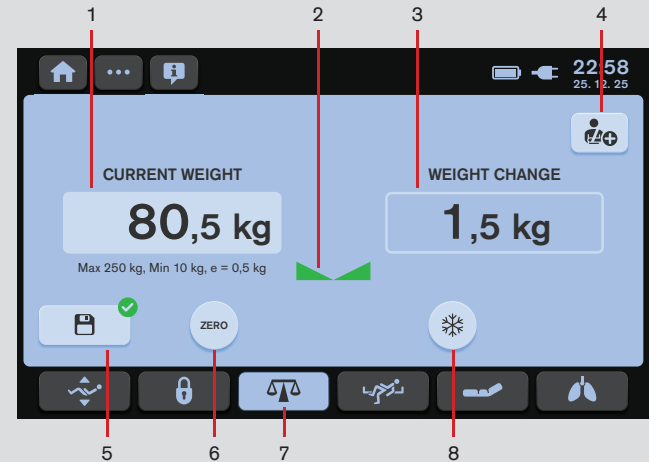 1
2
3
4
22:58
25. 12. 25
CURRENT WEIGHT
WEIGHT CHANGE
80,5 kg
1,5 kg
Max 250 kg, Min 10 kg, e = 0,5 kg
ZERO
5
6
7
8